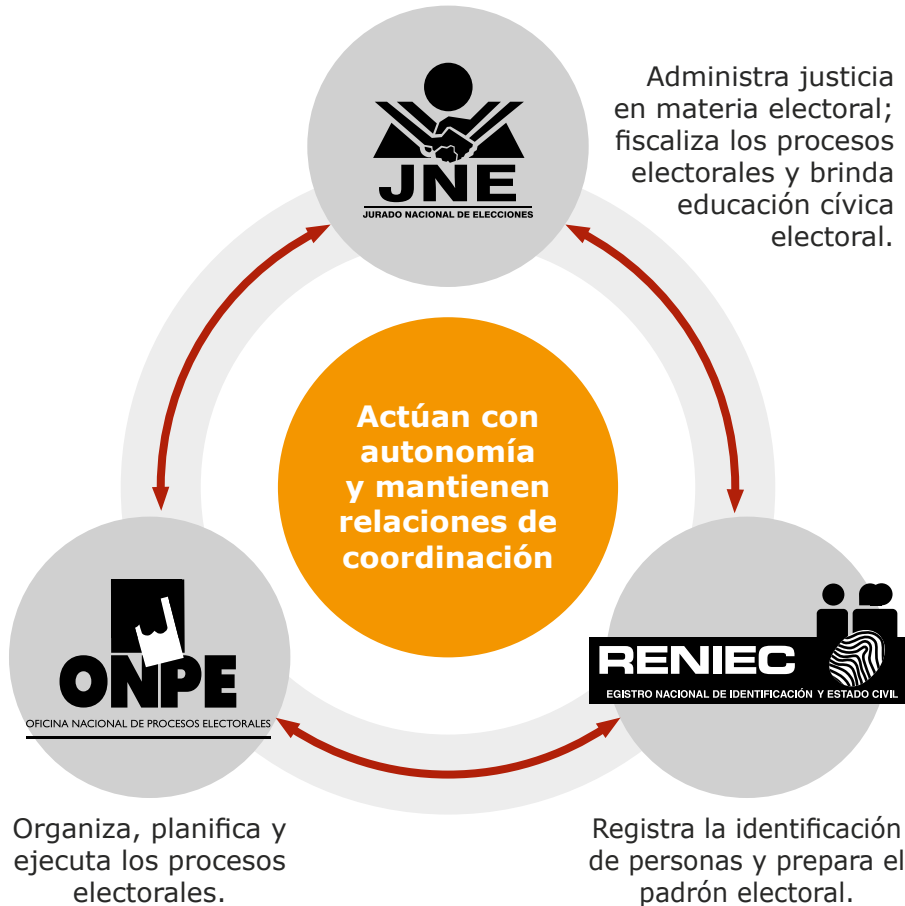 JNE
JURADO NACIONAL DE ELECCIONES
Administra justicia
en materia electoral;
fiscaliza los procesos
electorales y brinda
educación cívica
electoral.
Actúan con
autonomía
y mantienen
relaciones de
coordinación
ONPE
OFICINA NACIONAL DE PROCESOS ELECTORALES
Organiza, planifica y
ejecuta los procesos
electorales.
RENIEC
EGISTRO NACIONAL DE IDENTIFICACIÓN Y ESTADO CIVIL
Registra la identificación
de personas y prepara el
padrón electoral.